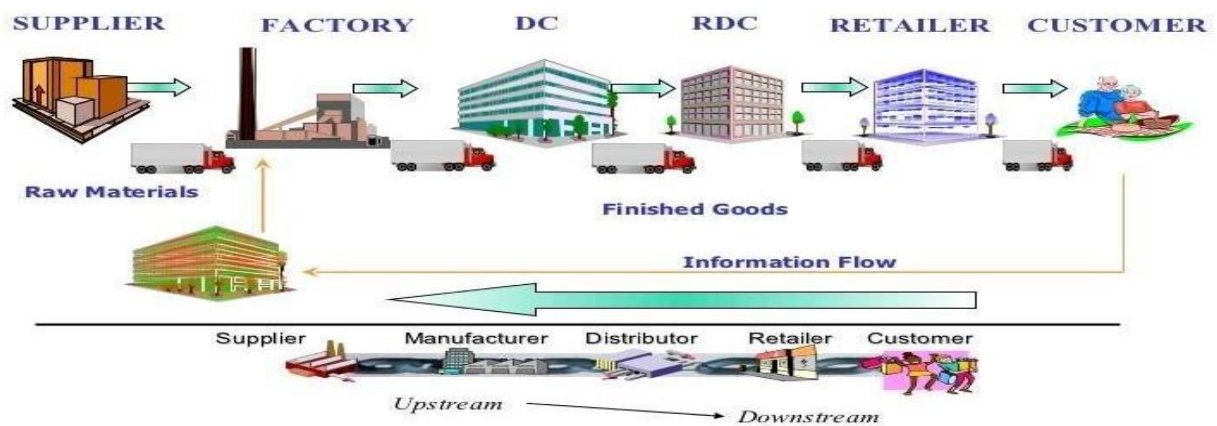 SUPPLIER FACTORY DC RDC RETAILER CUSTOMER
Raw Materials
Finished Goods
Information Flow
Supplier Manufacturer Distributor Retailer Customer
Upstream Downstream